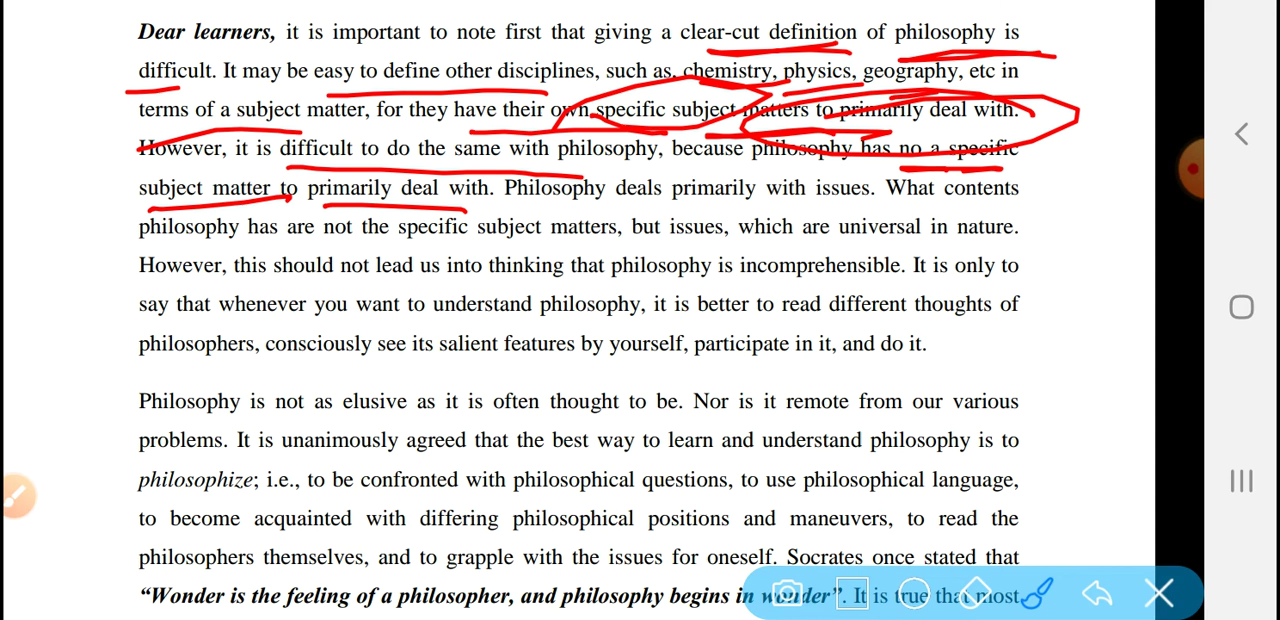 Dear learners, it is important to note first that giving a clear-cut definition of philosophy is
difficult. It may be easy to define other disciplines, such as, chemistry, physics, geography, etc in
terms of a subject matter, for they have their own specific subject matters to primarily deal with.
However, it is difficult to do the same with philosophy, because philosophy has no a specific
subject matter to primarily deal with. Philosophy deals primarily with issues. What contents
philosophy has are not the specific subject matters, but issues, which are universal in nature.
However, this should not lead us into thinking that philosophy is incomprehensible. It is only to
say that whenever you want to understand philosophy, it is better to read different thoughts of
philosophers, consciously see its salient features by yourself, participate in it, and do it.
Philosophy is not as elusive as it is often thought to be. Nor is it remote from our various
problems. It is unanimously agreed that the best way to learn and understand philosophy is to
philosophize; i.e., to be confronted with philosophical questions, to use philosophical language,
to become acquainted with differing philosophical positions and maneuvers, to read the
philosophers themselves, and to grapple with the issues for oneself. Socrates once stated that
“Wonder is the feeling of a philosopher, and philosophy begins in wonder”. It is true that most